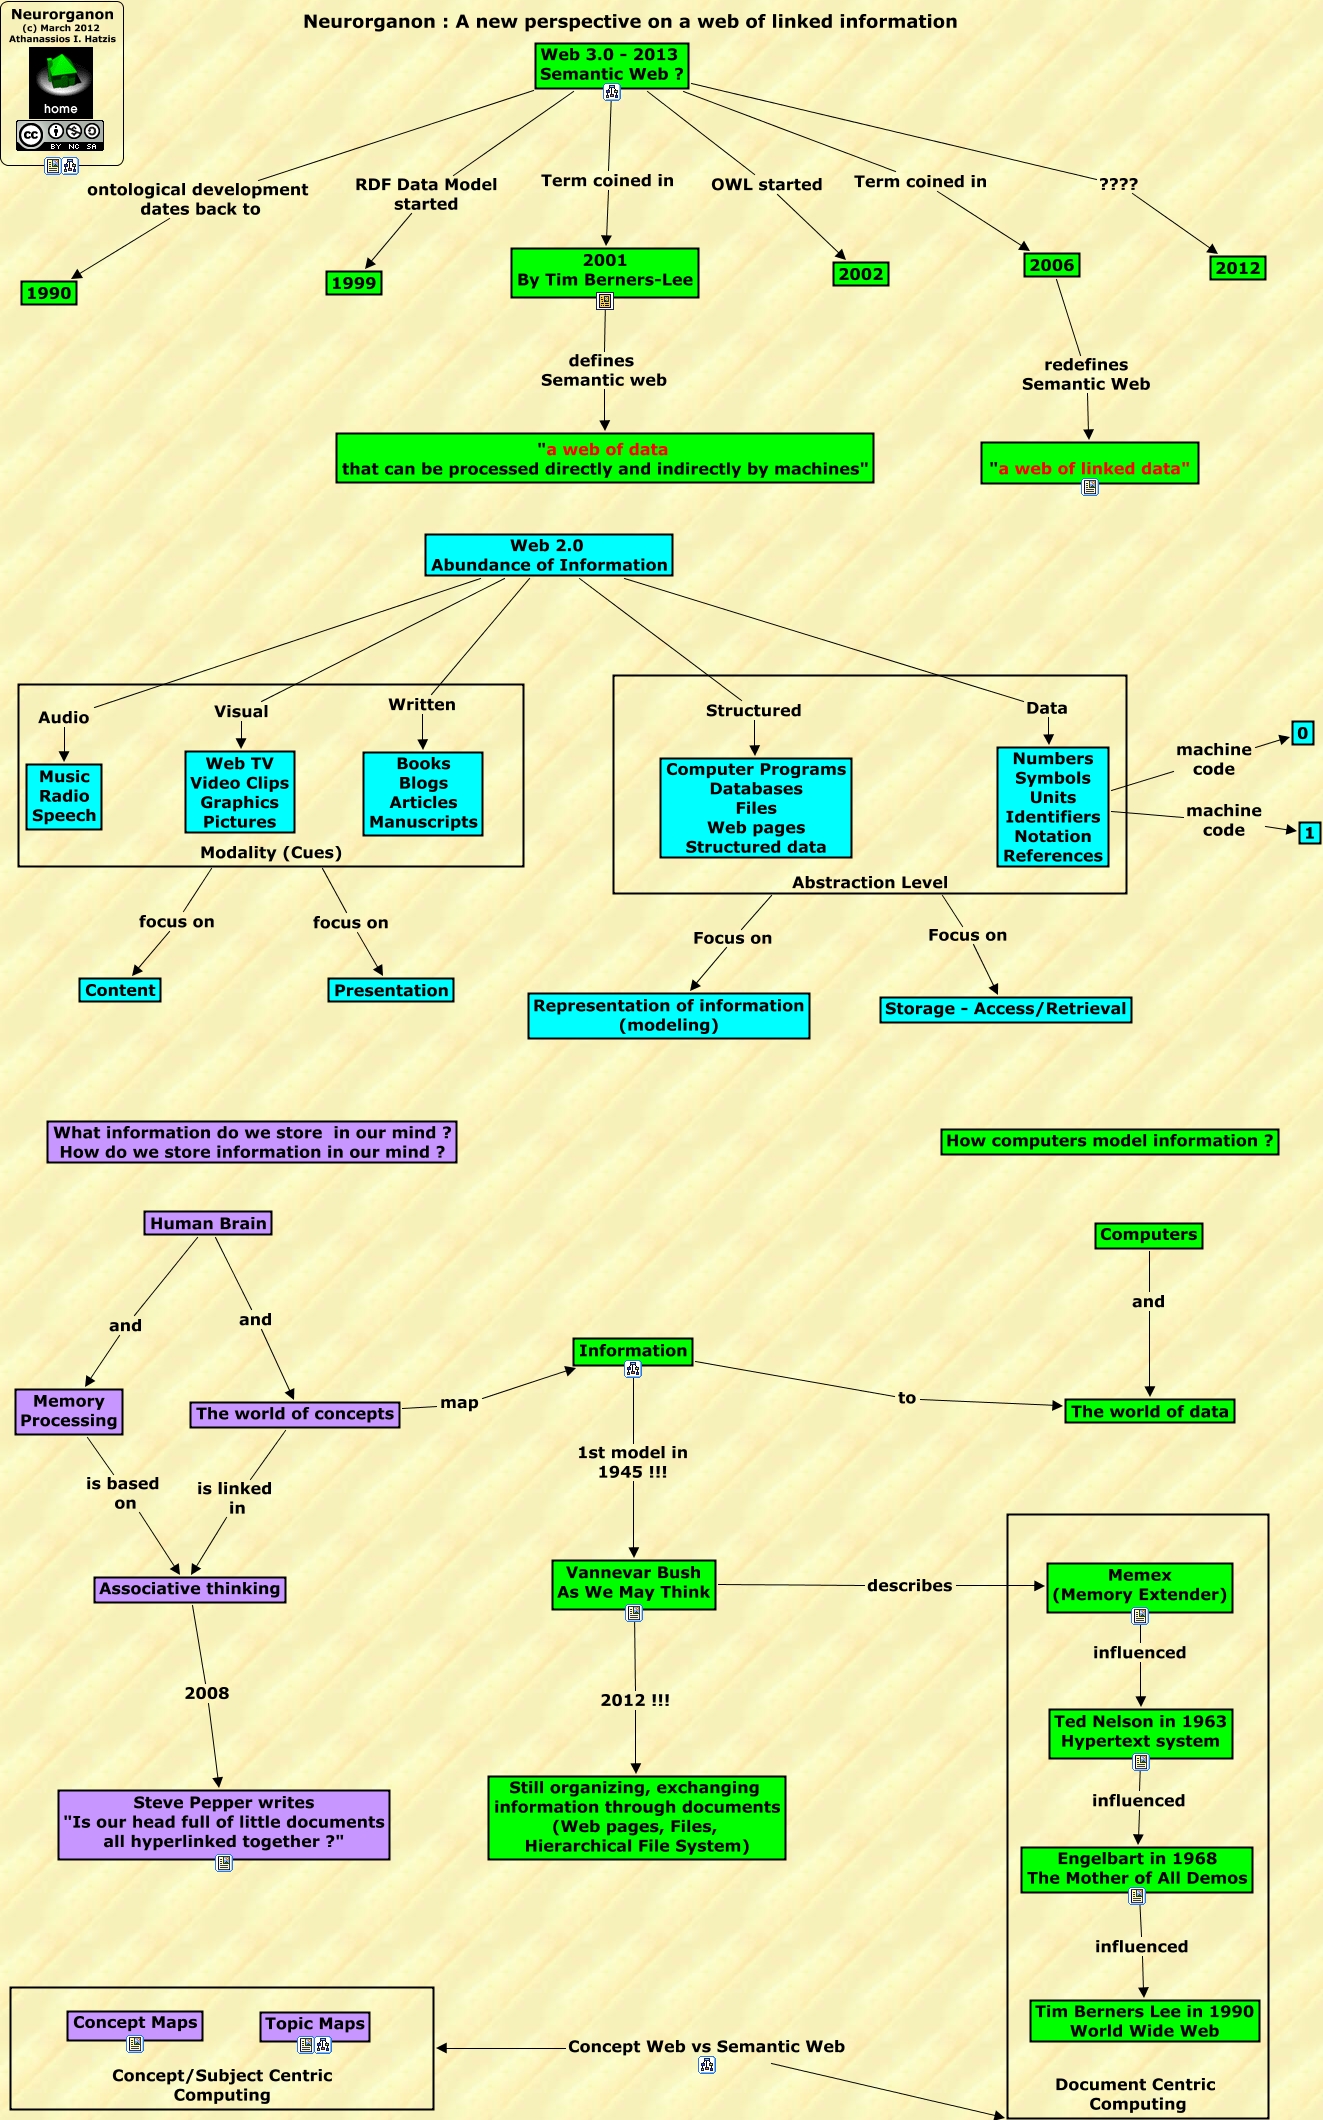 Neurorganon
(c) March 2012
Athanassios I. Hatzis
home
cc
BY NC SA
Neurorganon : A new perspective on a web of linked information
Web 3.0 - 2013
Semantic Web ?
ontological development
dates back to
RDF Data Model
started
Term coined in
OWL started
Term coined in
????
1990
1999
2001
By Tim Berners-Lee
2002
2006
2012
defines
Semantic web
redefines
Semantic Web
"a web of data
that can be processed directly and indirectly by machines"
"a web of linked data"
Web 2.0
Abundance of Information
Audio
Visual
Written
Structured
Data
Music
Radio
Speech
Web TV
Video Clips
Graphics
Pictures
Books
Blogs
Articles
Manuscripts
Modality (Cues)
Computer Programs
Databases
Files
Web pages
Structured data
Numbers
Symbols
Units
Identifiers
Notation
References
Abstraction Level
machine
code
0
machine
code
1
focus on
focus on
Focus on
Focus on
Content
Presentation
Representation of information
(modeling)
Storage - Access/Retrieval
What information do we store  in our mind ?
How do we store information in our mind ?
How computers model information ?
Human Brain
Computers
and
and
and
Memory
Processing
The world of concepts
map
Information
to
The world of data
is based
on
is linked
in
1st model in
1945 !!!
Associative thinking
Vannevar Bush
As We May Think
describes
Memex
(Memory Extender)
influenced
2008
2012 !!!
Ted Nelson in 1963
Hypertext system
influenced
Steve Pepper writes
"Is our head full of little documents
all hyperlinked together ?"
Still organizing, exchanging
information through documents
(Web pages, Files,
Hierarchical File System)
Engelbart in 1968
The Mother of All Demos
influenced
Tim Berners Lee in 1990
World Wide Web
Document Centric
Computing
Concept Maps
Topic Maps
Concept/Subject Centric
Computing
Concept Web vs Semantic Web